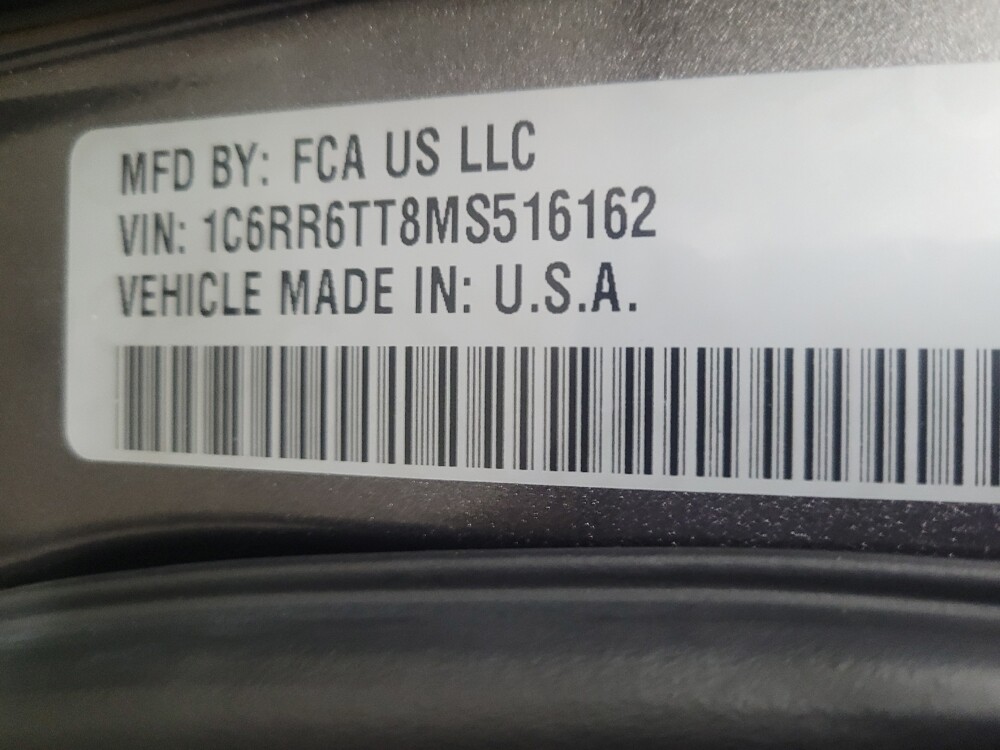 MFD BY: FCA US LLC
VIN: 1C6RR6TT8MS516162
VEHICLE MADE IN: U.S.A.